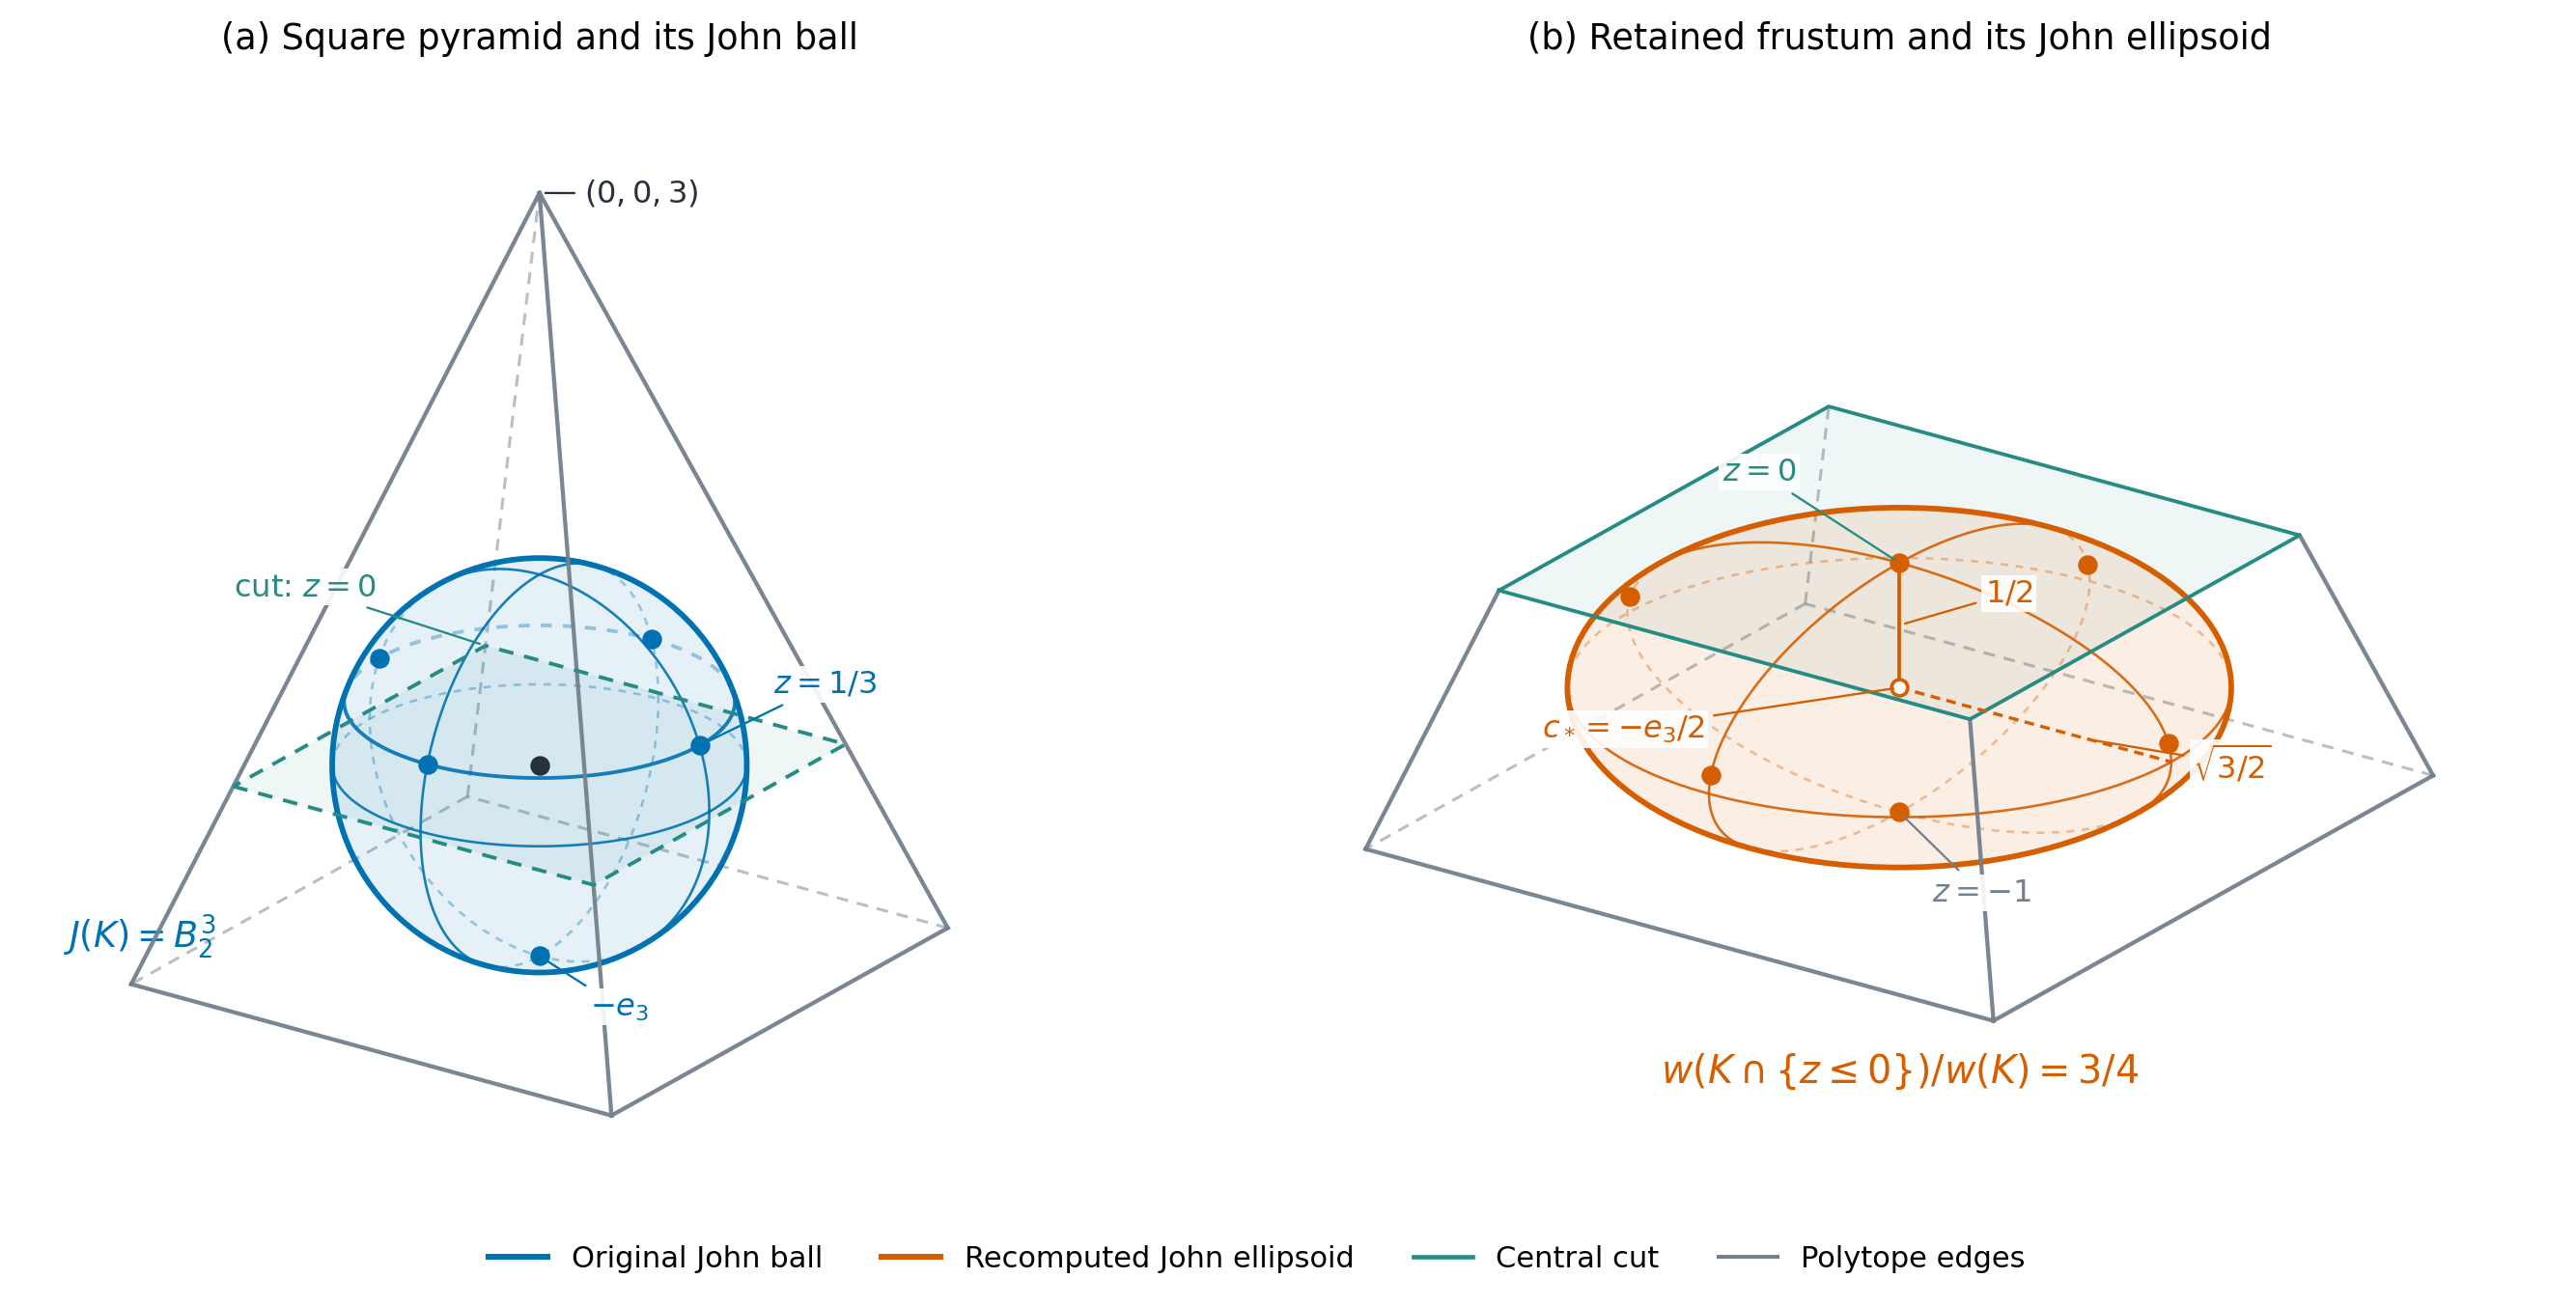 (a) Square pyramid and its John ball
(0, 0, 3)
cut: z = 0
z = 1/3
J(K) = B₂³
−e₃
(b) Retained frustum and its John ellipsoid
z = 0
1/2
c_* = −e₃/2
√3/2
z = −1
w(K ∩ {z ≤ 0})/w(K) = 3/4
Original John ball
Recomputed John ellipsoid
Central cut
Polytope edges